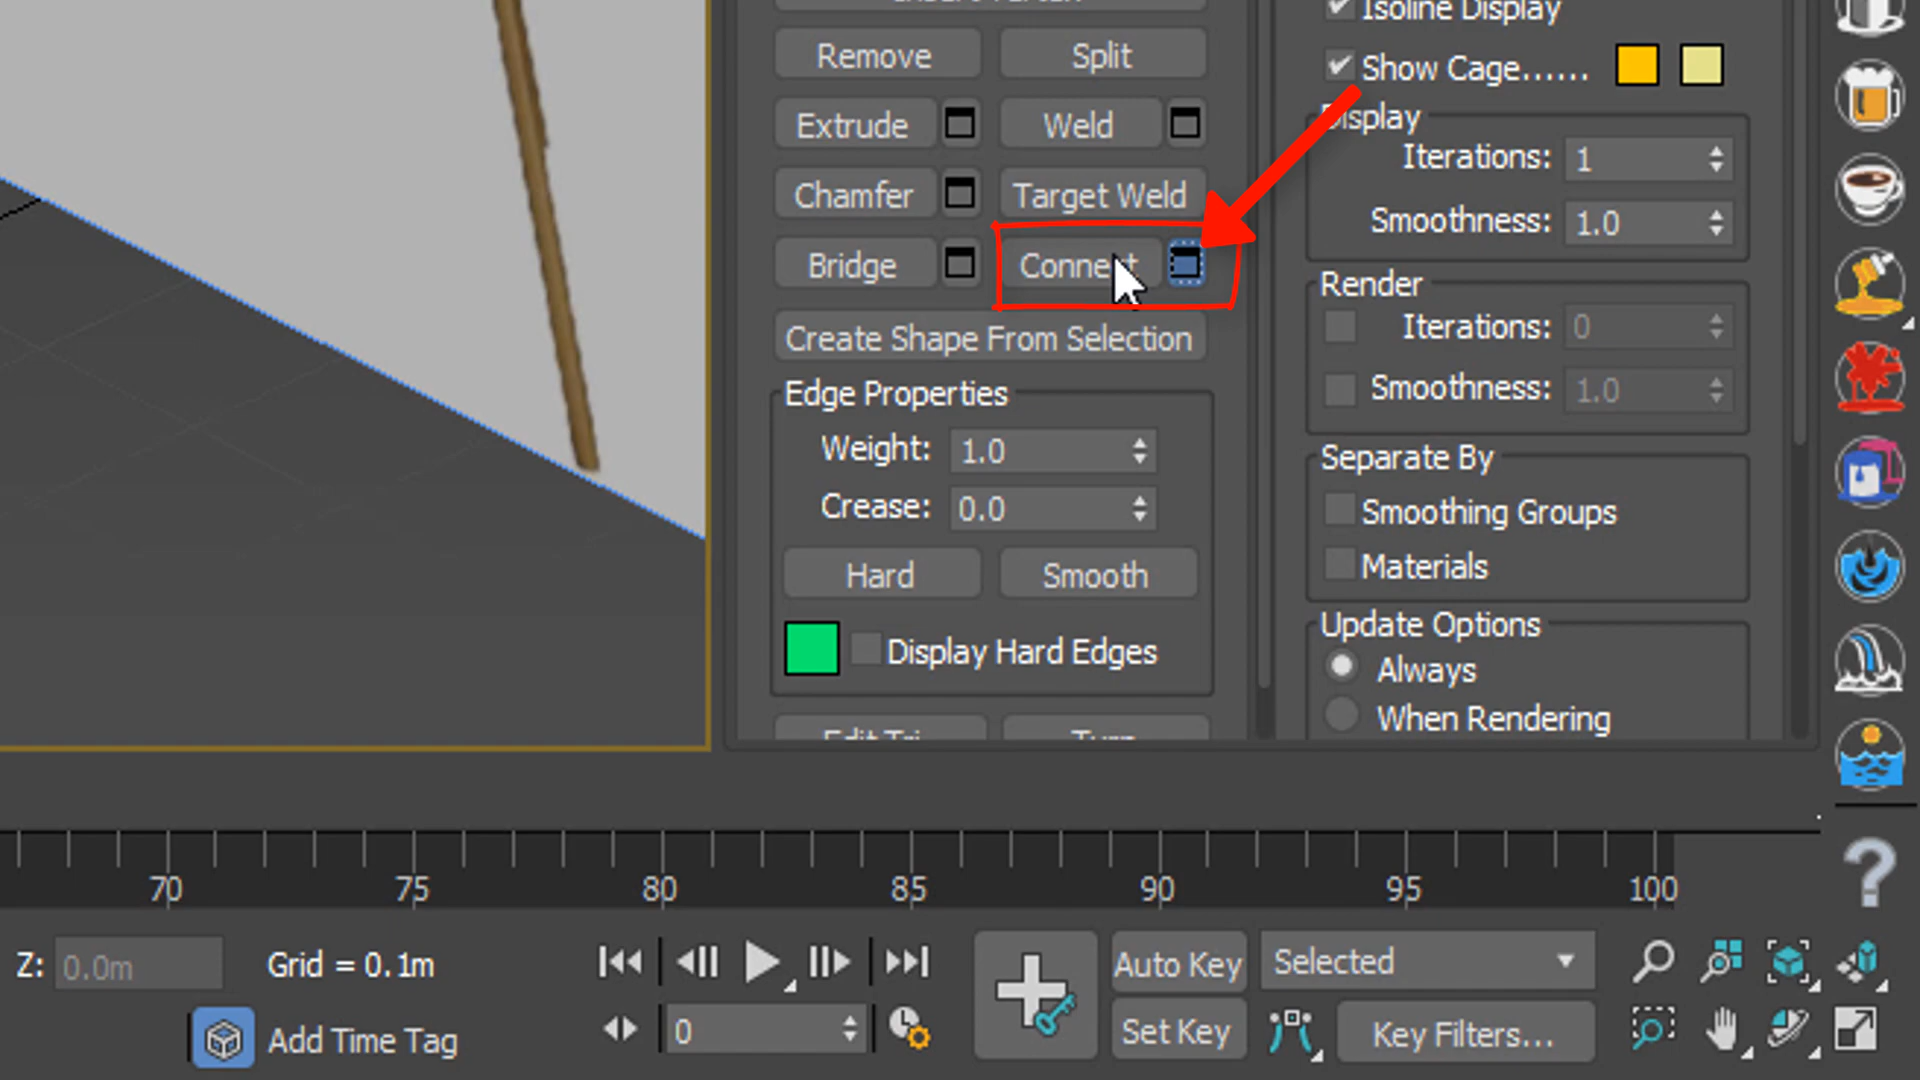 Remove
Split
Extrude
Weld
Chamfer
Target Weld
Bridge
Connect
Create Shape From Selection
Edge Properties
Weight: 1.0
Crease: 0.0
Hard
Smooth
Display Hard Edges
Isoline Display
Show Cage......
Display
Iterations: 1
Smoothness: 1.0
Render
Iterations: 0
Smoothness: 1.0
Separate By
Smoothing Groups
Materials
Update Options
Always
When Rendering
70 75 80 85 90 95 100
Z: 0.0m
Grid = 0.1m
Auto Key
Selected
Add Time Tag
0
Set Key
Key Filters...